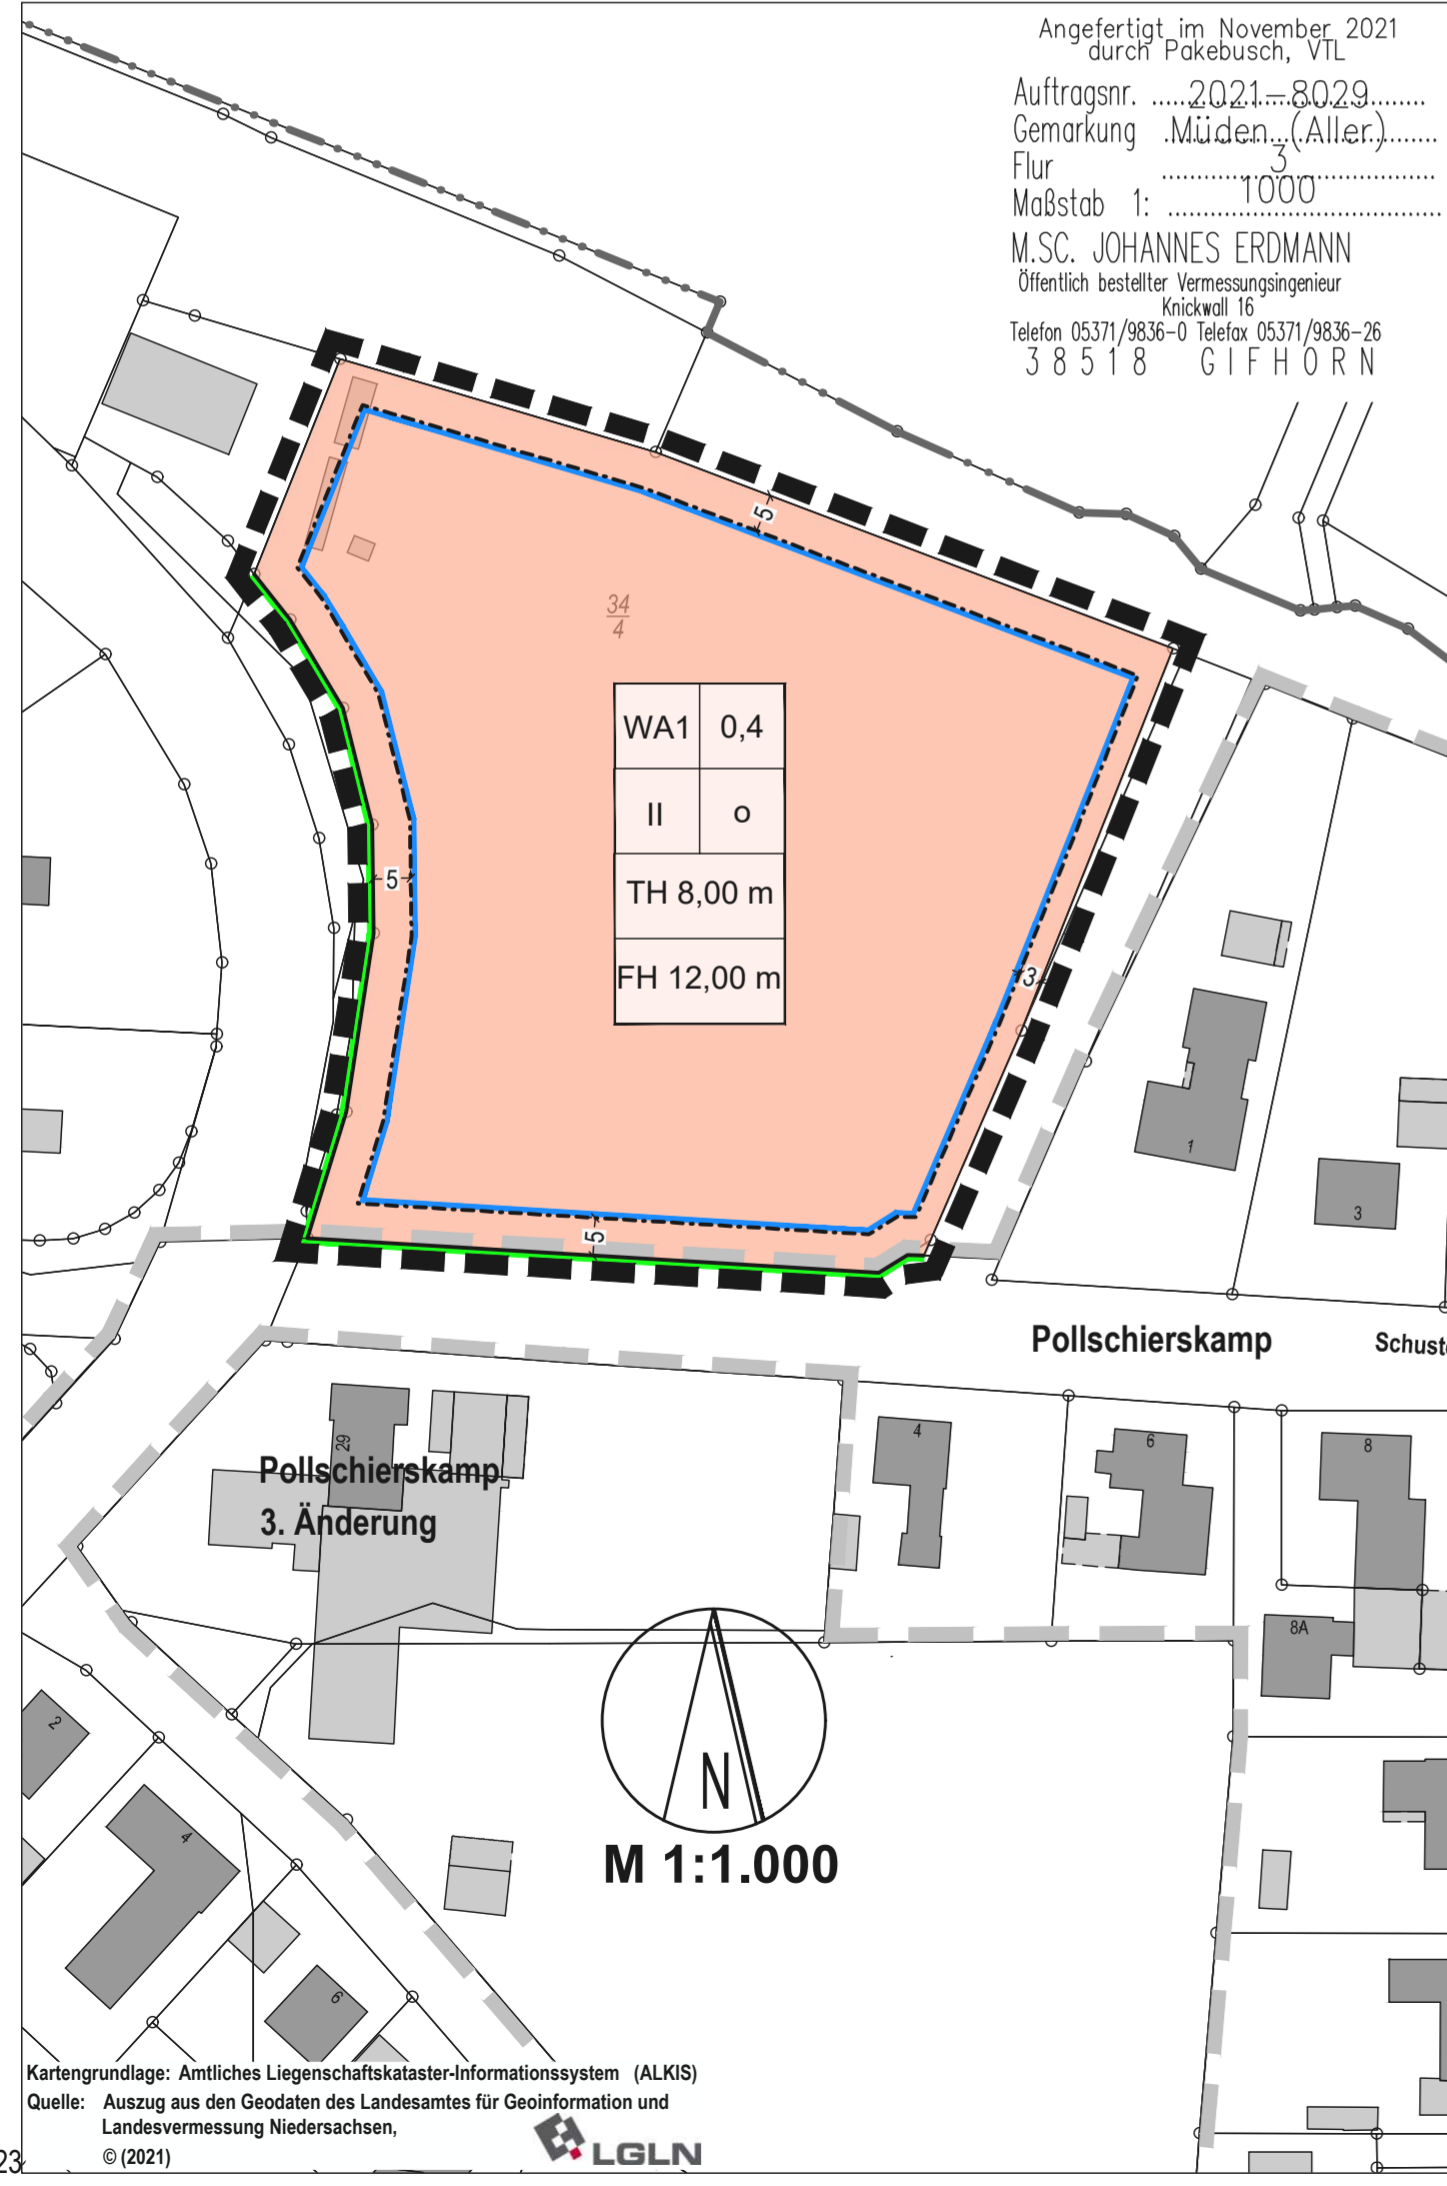 Angefertigt im November 2021
durch Pakebusch, VTL
Auftragsnr. 2021-8029
Gemarkung Müden (Aller)
Flur 3
Maßstab 1: 1000
M.SC. JOHANNES ERDMANN
Öffentlich bestellter Vermessungsingenieur
Knickwall 16
Telefon 05371/9836-0 Telefax 05371/9836-26
38518 GIFHORN
5
34
4
WA1 0,4
II o
TH 8,00 m
FH 12,00 m
5
3
1
3
5
Pollschierskamp
29
4
6
8
Pollschierskamp
3. Änderung
8A
2
4
6
N
M 1:1.000
Kartengrundlage: Amtliches Liegenschaftskataster-Informationssystem (ALKIS)
Quelle: Auszug aus den Geodaten des Landesamtes für Geoinformation und
Landesvermessung Niedersachsen,
© (2021)
LGLN
23